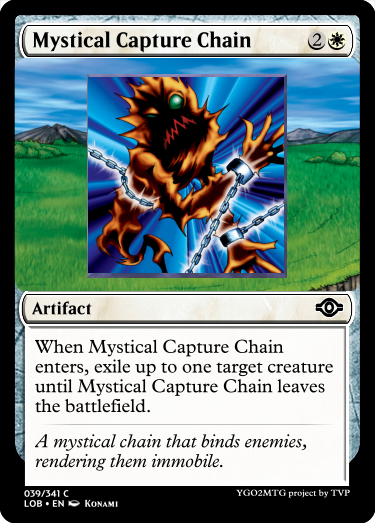 Mystical Capture Chain 2
Artifact
When Mystical Capture Chain
enters, exile up to one target creature
until Mystical Capture Chain leaves
the battlefield.
A mystical chain that binds enemies,
rendering them immobile.
039/341 C
LOB • EN Konami YGO2MTG project by TVP